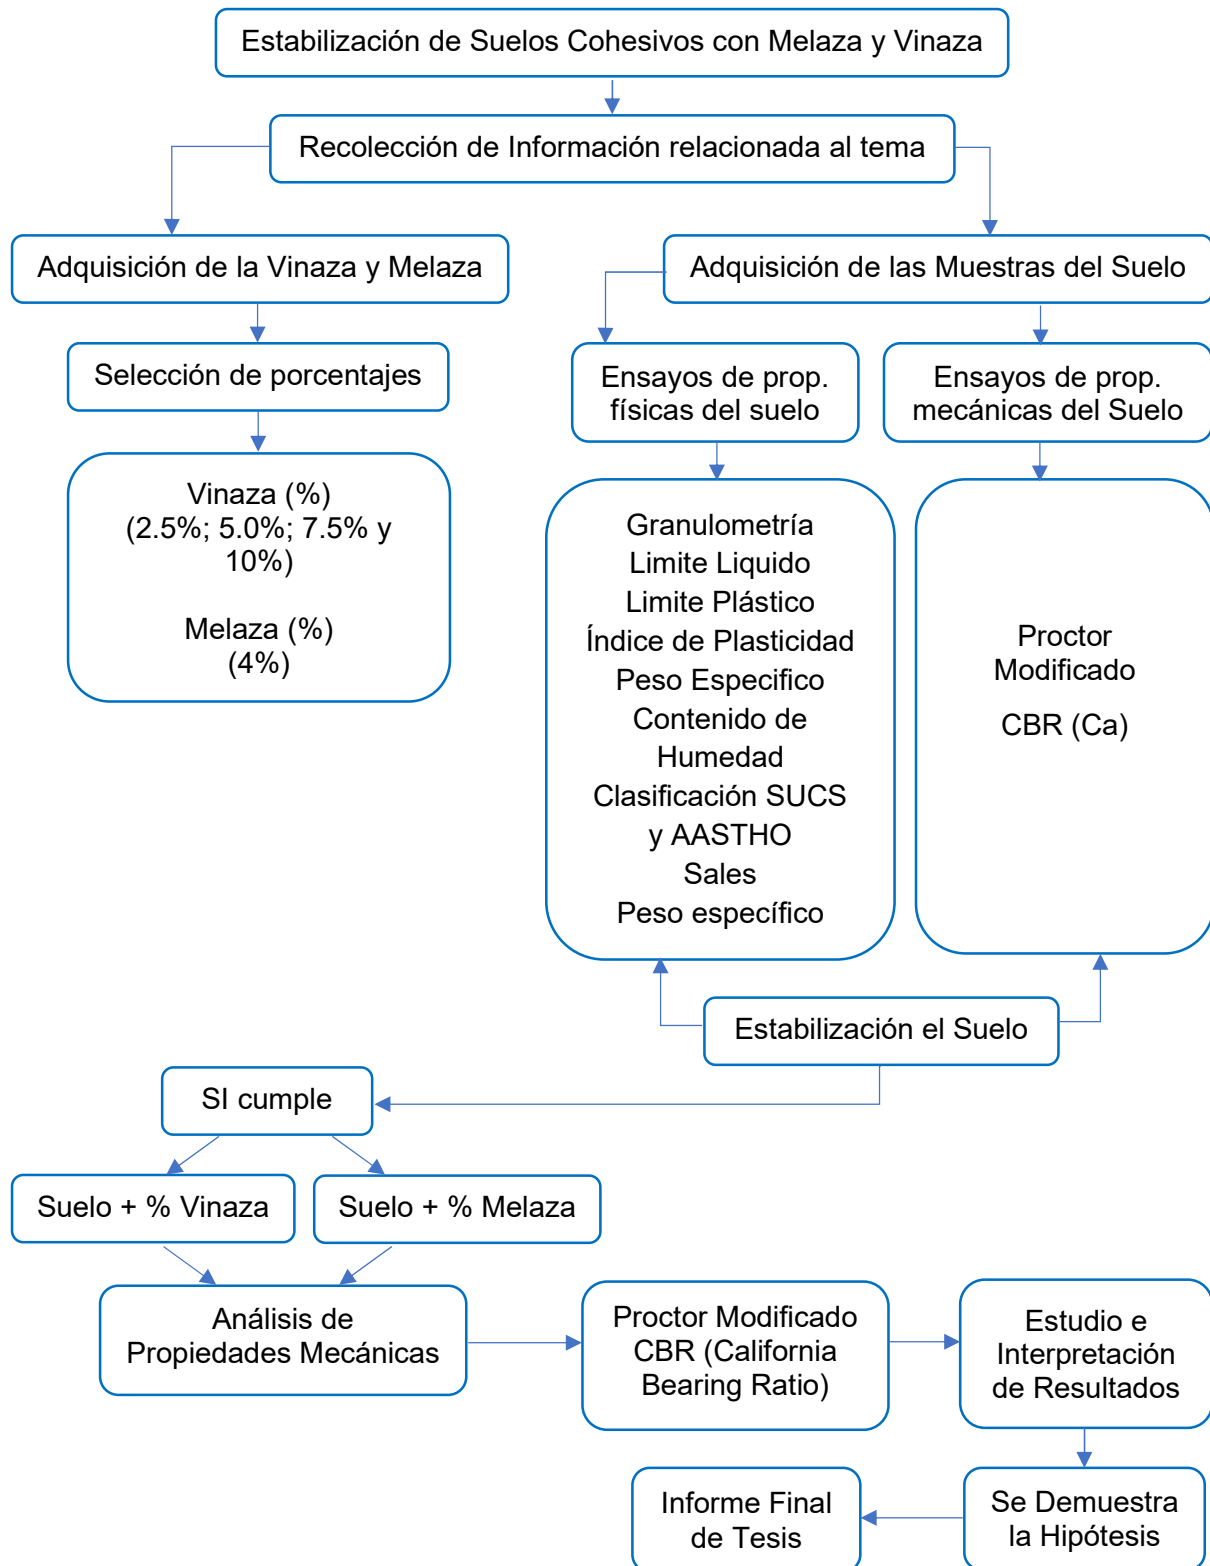 Estabilización de Suelos Cohesivos con Melaza y Vinaza
Recolección de Información relacionada al tema
Adquisición de la Vinaza y Melaza
Adquisición de las Muestras del Suelo
Selección de porcentajes
Ensayos de prop.
físicas del suelo
Ensayos de prop.
mecánicas del Suelo
Vinaza (%)
(2.5%; 5.0%; 7.5% y
10%)
Melaza (%)
(4%)
Granulometría
Limite Liquido
Limite Plástico
Índice de Plasticidad
Peso Especifico
Contenido de
Humedad
Clasificación SUCS
y AASTHO
Sales
Peso específico
Proctor
Modificado
CBR (Ca)
Estabilización el Suelo
SI cumple
Suelo + % Vinaza
Suelo + % Melaza
Análisis de
Propiedades Mecánicas
Proctor Modificado
CBR (California
Bearing Ratio)
Estudio e
Interpretación
de Resultados
Se Demuestra
la Hipótesis
Informe Final
de Tesis